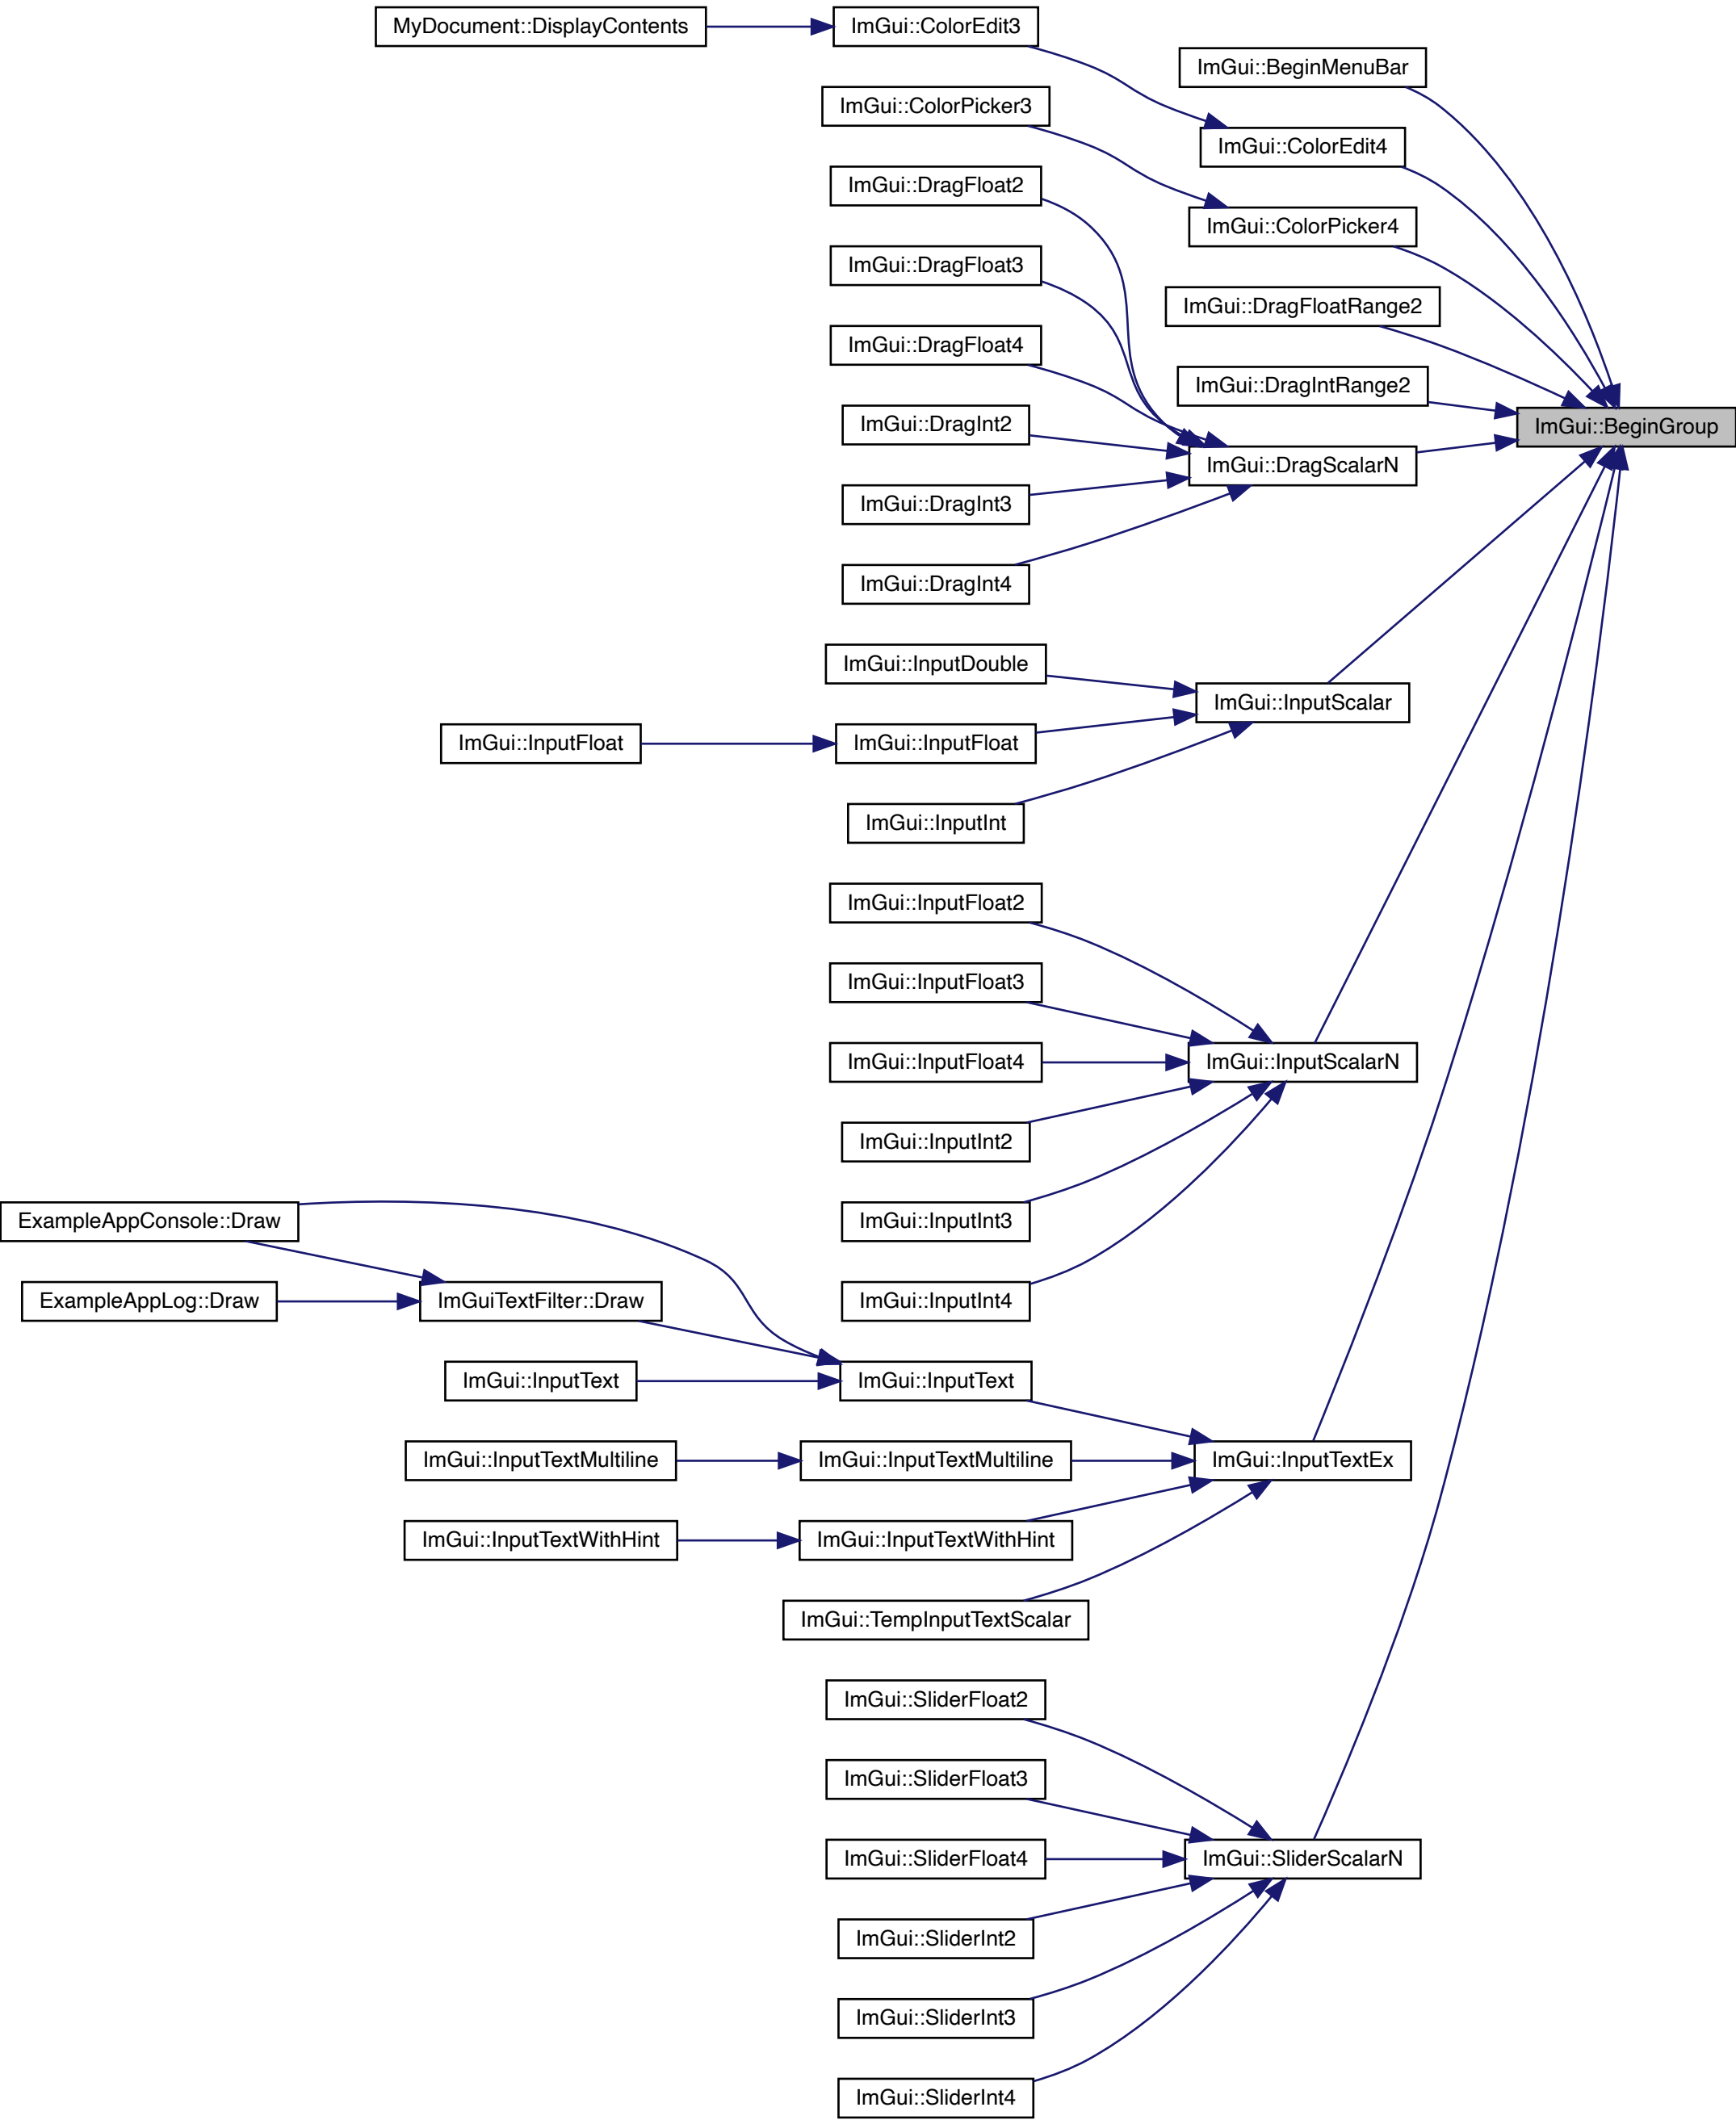 MyDocument::DisplayContents
ImGui::ColorEdit3
ImGui::BeginMenuBar
ImGui::ColorPicker3
ImGui::ColorEdit4
ImGui::DragFloat2
ImGui::ColorPicker4
ImGui::DragFloat3
ImGui::DragFloatRange2
ImGui::DragFloat4
ImGui::DragIntRange2
ImGui::DragInt2
ImGui::BeginGroup
ImGui::DragScalarN
ImGui::DragInt3
ImGui::DragInt4
ImGui::InputDouble
ImGui::InputScalar
ImGui::InputFloat
ImGui::InputFloat
ImGui::InputInt
ImGui::InputFloat2
ImGui::InputFloat3
ImGui::InputFloat4
ImGui::InputScalarN
ImGui::InputInt2
ExampleAppConsole::Draw
ImGui::InputInt3
ExampleAppLog::Draw
ImGuiTextFilter::Draw
ImGui::InputInt4
ImGui::InputText
ImGui::InputText
ImGui::InputTextMultiline
ImGui::InputTextMultiline
ImGui::InputTextEx
ImGui::InputTextWithHint
ImGui::InputTextWithHint
ImGui::TempInputTextScalar
ImGui::SliderFloat2
ImGui::SliderFloat3
ImGui::SliderFloat4
ImGui::SliderScalarN
ImGui::SliderInt2
ImGui::SliderInt3
ImGui::SliderInt4